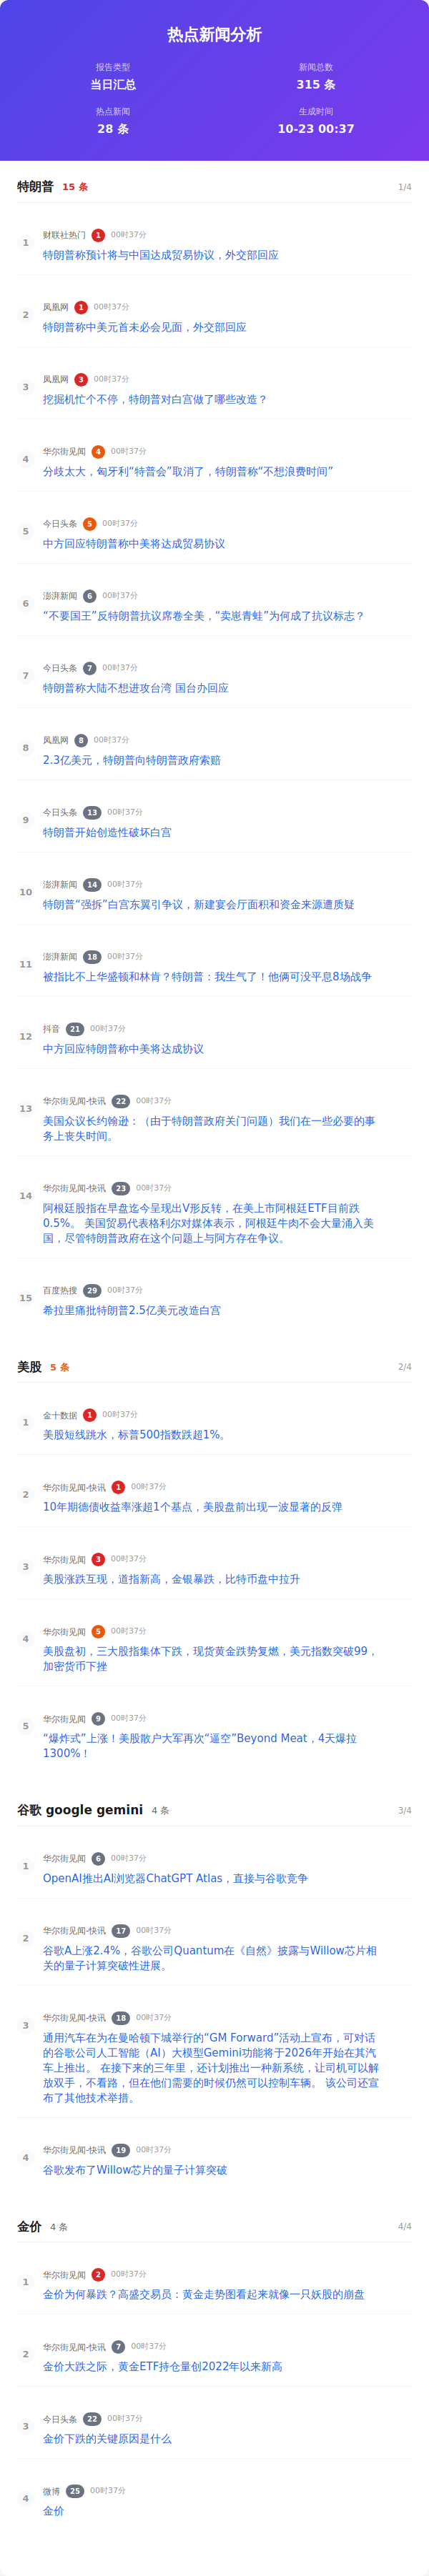 热点新闻分析
报告类型
新闻总数
当日汇总
315 条
热点新闻
生成时间
28 条
10-23 00:37
特朗普 15 条 1/4
1
财联社热门 1 00时37分
特朗普称预计将与中国达成贸易协议，外交部回应
2
凤凰网 1 00时37分
特朗普称中美元首未必会见面，外交部回应
3
凤凰网 3 00时37分
挖掘机忙个不停，特朗普对白宫做了哪些改造？
4
华尔街见闻 4 00时37分
分歧太大，匈牙利“特普会”取消了，特朗普称“不想浪费时间”
5
今日头条 5 00时37分
中方回应特朗普称中美将达成贸易协议
6
澎湃新闻 6 00时37分
“不要国王”反特朗普抗议席卷全美，“卖崽青蛙”为何成了抗议标志？
7
今日头条 7 00时37分
特朗普称大陆不想进攻台湾 国台办回应
8
凤凰网 8 00时37分
2.3亿美元，特朗普向特朗普政府索赔
9
今日头条 13 00时37分
特朗普开始创造性破坏白宫
10
澎湃新闻 14 00时37分
特朗普“强拆”白宫东翼引争议，新建宴会厅面积和资金来源遭质疑
11
澎湃新闻 18 00时37分
被指比不上华盛顿和林肯？特朗普：我生气了！他俩可没平息8场战争
12
抖音 21 00时37分
中方回应特朗普称中美将达成协议
13
华尔街见闻-快讯 22 00时37分
美国众议长约翰逊：（由于特朗普政府关门问题）我们在一些必要的事
务上丧失时间。
14
华尔街见闻-快讯 23 00时37分
阿根廷股指在早盘迄今呈现出V形反转，在美上市阿根廷ETF目前跌
0.5%。 美国贸易代表格利尔对媒体表示，阿根廷牛肉不会大量涌入美
国，尽管特朗普政府在这个问题上与阿方存在争议。
15
百度热搜 29 00时37分
希拉里痛批特朗普2.5亿美元改造白宫
美股 5 条 2/4
1
金十数据 1 00时37分
美股短线跳水，标普500指数跌超1%。
2
华尔街见闻-快讯 1 00时37分
10年期德债收益率涨超1个基点，美股盘前出现一波显著的反弹
3
华尔街见闻 3 00时37分
美股涨跌互现，道指新高，金银暴跌，比特币盘中拉升
4
华尔街见闻 5 00时37分
美股盘初，三大股指集体下跌，现货黄金跌势复燃，美元指数突破99，
加密货币下挫
5
华尔街见闻 9 00时37分
“爆炸式”上涨！美股散户大军再次“逼空”Beyond Meat，4天爆拉
1300%！
谷歌 google gemini 4 条 3/4
1
华尔街见闻 6 00时37分
OpenAI推出AI浏览器ChatGPT Atlas，直接与谷歌竞争
2
华尔街见闻-快讯 17 00时37分
谷歌A上涨2.4%，谷歌公司Quantum在《自然》披露与Willow芯片相
关的量子计算突破性进展。
3
华尔街见闻-快讯 18 00时37分
通用汽车在为在曼哈顿下城举行的“GM Forward”活动上宣布，可对话
的谷歌公司人工智能（AI）大模型Gemini功能将于2026年开始在其汽
车上推出。 在接下来的三年里，还计划推出一种新系统，让司机可以解
放双手，不看路，但在他们需要的时候仍然可以控制车辆。 该公司还宣
布了其他技术举措。
4
华尔街见闻-快讯 19 00时37分
谷歌发布了Willow芯片的量子计算突破
金价 4 条 4/4
1
华尔街见闻 2 00时37分
金价为何暴跌？高盛交易员：黄金走势图看起来就像一只妖股的崩盘
2
华尔街见闻-快讯 7 00时37分
金价大跌之际，黄金ETF持仓量创2022年以来新高
3
今日头条 22 00时37分
金价下跌的关键原因是什么
4
微博 25 00时37分
金价